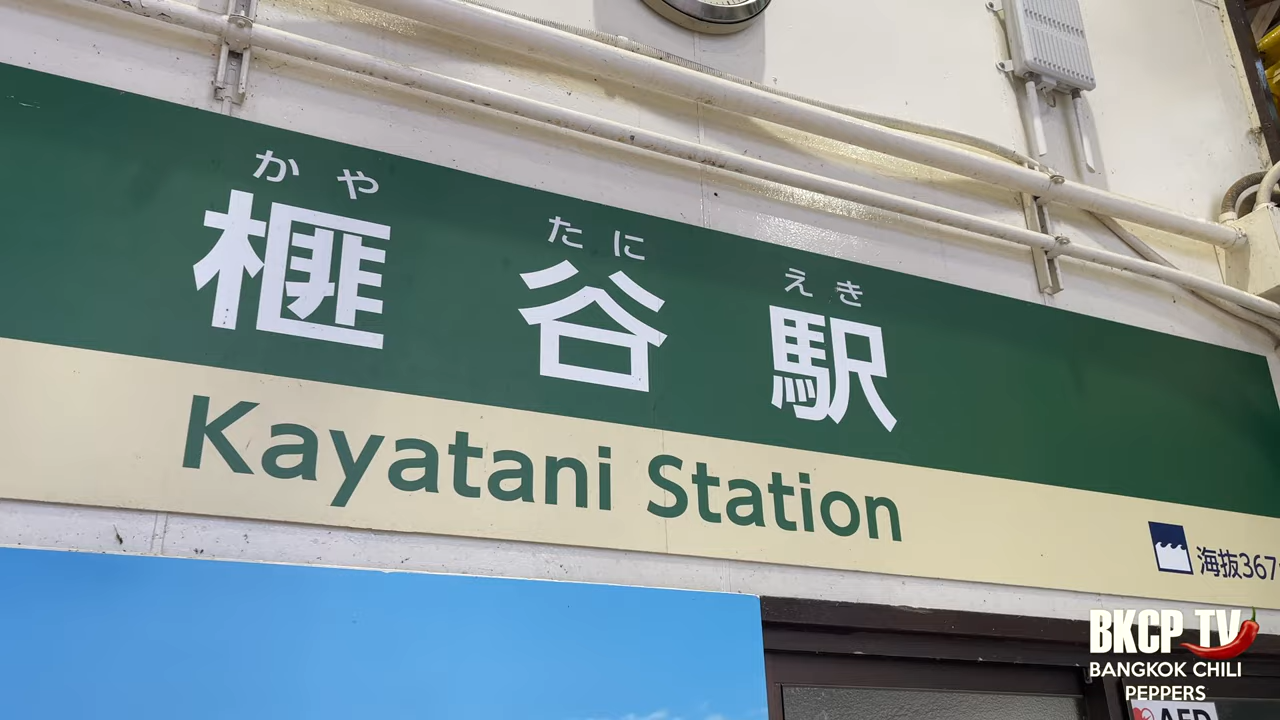 かや たに えき
榧谷駅
Kayatani Station
海抜367
BKCP TV
BANGKOK CHILI
PEPPERS
AED